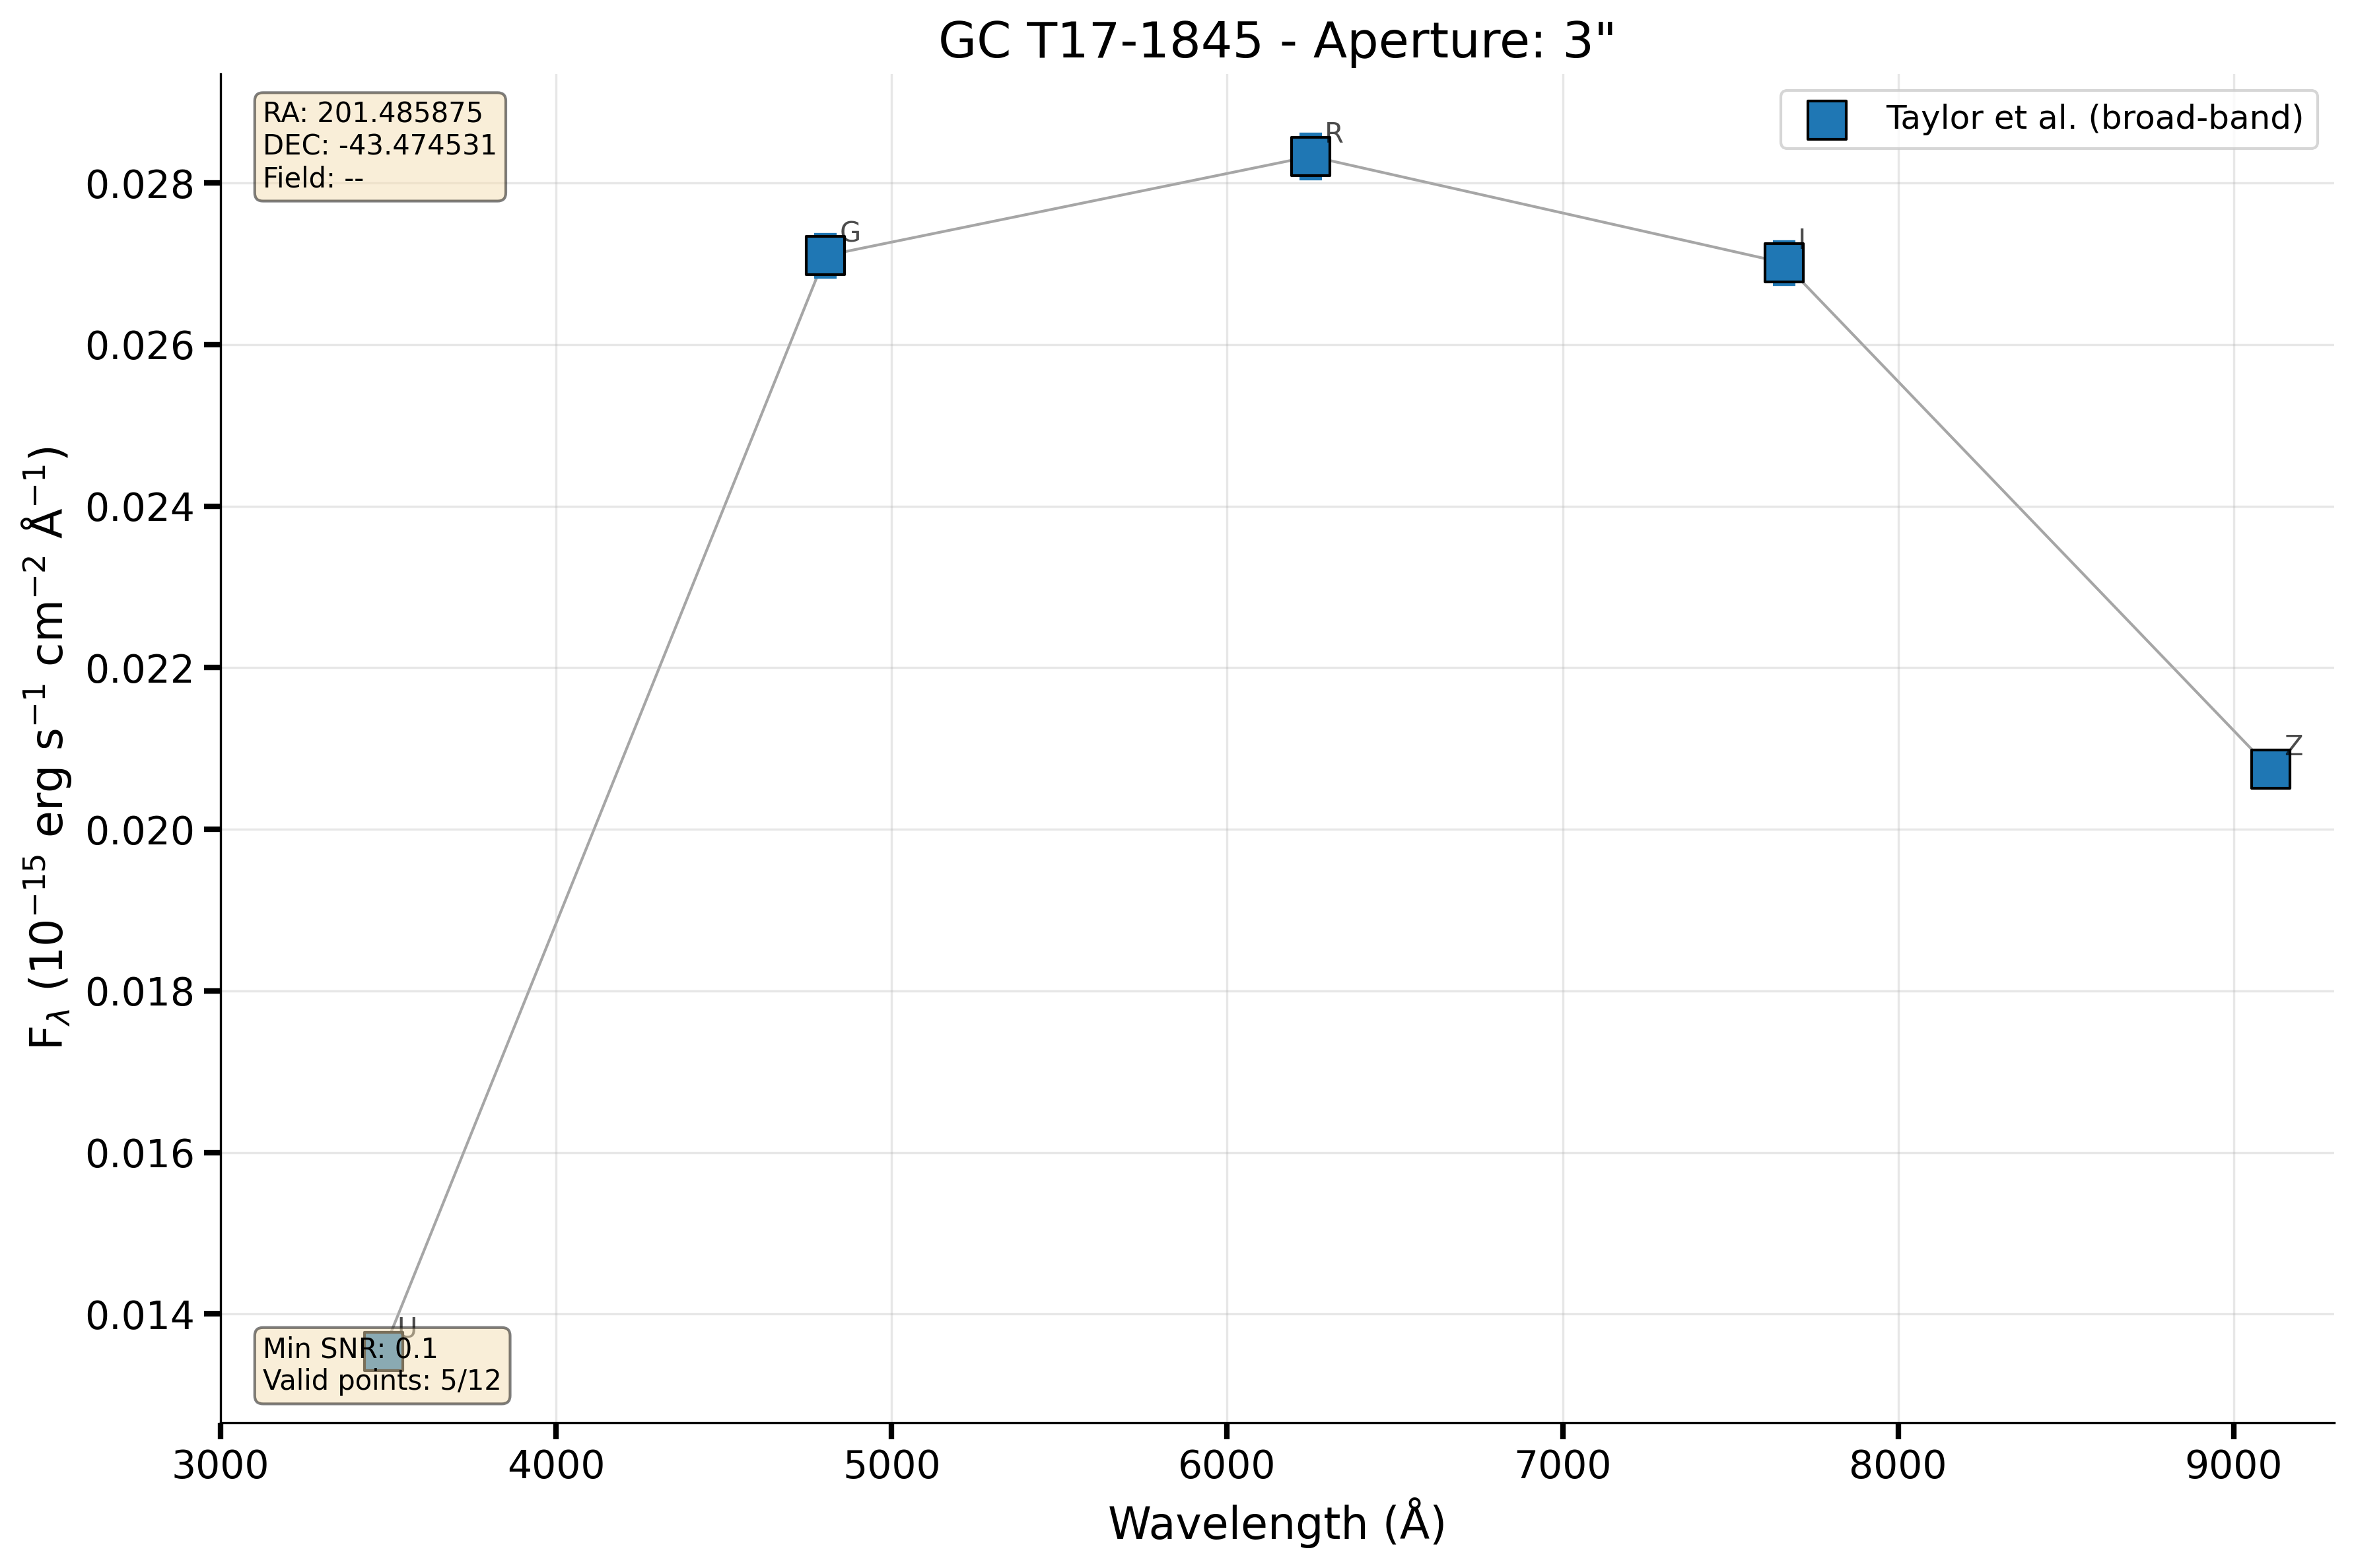 GC T17-1845 - Aperture: 3"
RA: 201.485875
DEC: -43.474531
Field: --
Taylor et al. (broad-band)
R
G
I
Z
U
Min SNR: 0.1
Valid points: 5/12
0.028
0.026
0.024
0.022
0.020
0.018
0.016
0.014
F_λ (10⁻¹⁵ erg s⁻¹ cm⁻² Å⁻¹)
3000 4000 5000 6000 7000 8000 9000
Wavelength (Å)